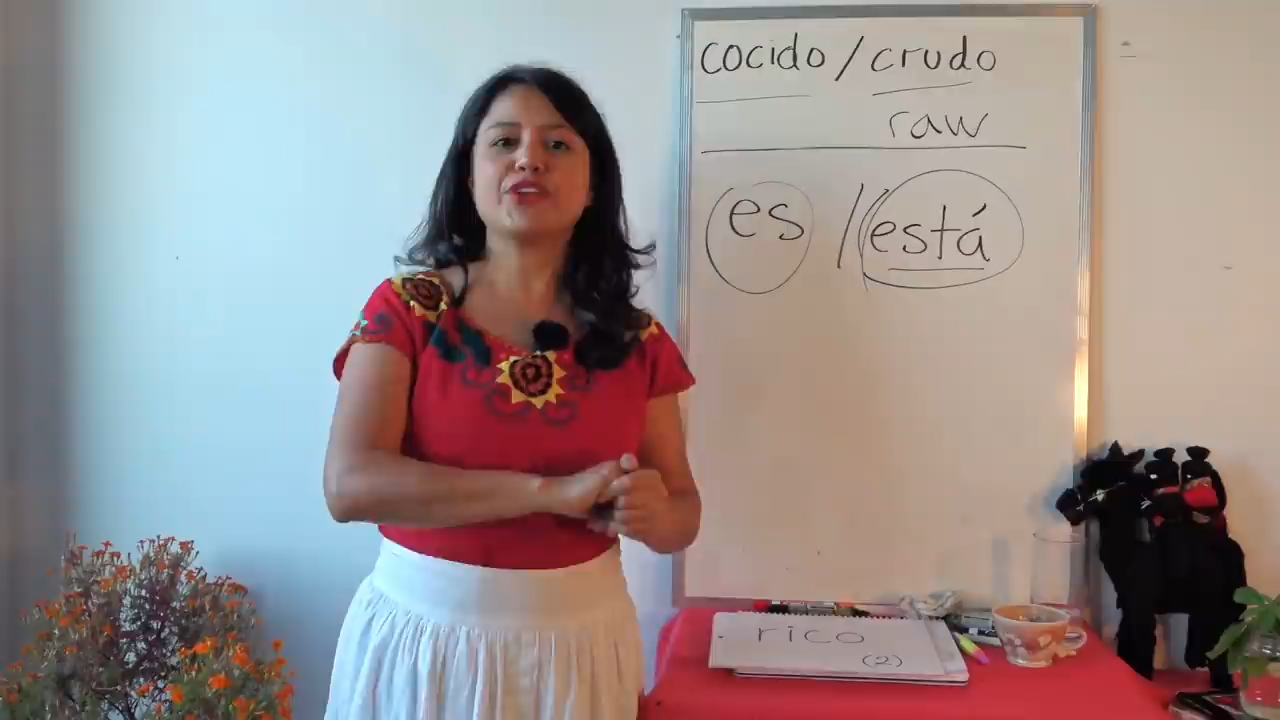 cocido / crudo
raw
es / está
rico
(2)